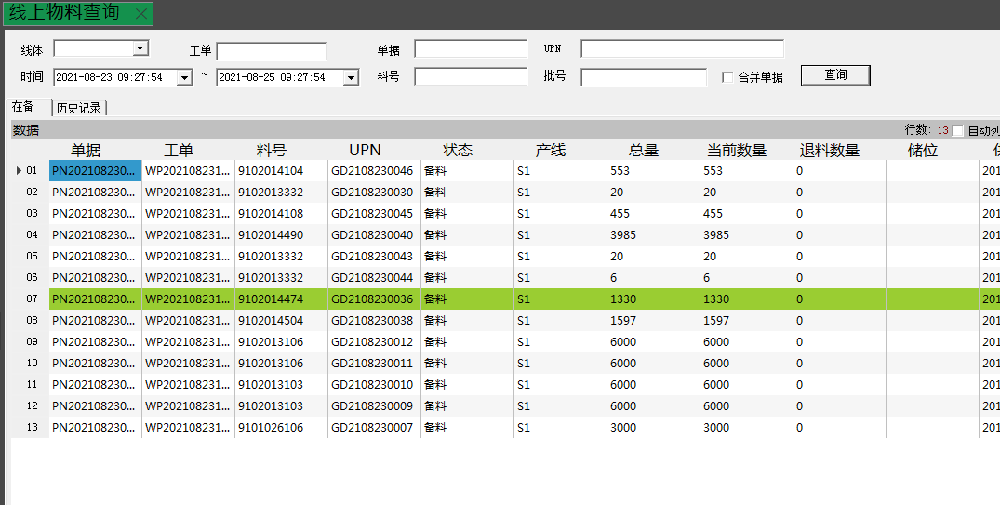 线上物料查询
线体 工单 单据 UPN
时间 2021-08-23 09:27:54 ~ 2021-08-25 09:27:54 料号 批号 合并单据 查询
在备 历史记录
数据 行数: 13 自动列
单据 工单 料号 UPN 状态 产线 总量 当前数量 退料数量 储位
01 PN202108230... WP202108231... 9102014104 GD2108230046 备料 S1 553 553 0 201
02 PN202108230... WP202108231... 9102013332 GD2108230030 备料 S1 20 20 0 201
03 PN202108230... WP202108231... 9102014108 GD2108230045 备料 S1 455 455 0 201
04 PN202108230... WP202108231... 9102014490 GD2108230040 备料 S1 3985 3985 0 201
05 PN202108230... WP202108231... 9102013332 GD2108230043 备料 S1 20 20 0 201
06 PN202108230... WP202108231... 9102013332 GD2108230044 备料 S1 6 6 0 201
07 PN202108230... WP202108231... 9102014474 GD2108230036 备料 S1 1330 1330 0 201
08 PN202108230... WP202108231... 9102014504 GD2108230038 备料 S1 1597 1597 0 201
09 PN202108230... WP202108231... 9102013106 GD2108230012 备料 S1 6000 6000 0 201
10 PN202108230... WP202108231... 9102013106 GD2108230011 备料 S1 6000 6000 0 201
11 PN202108230... WP202108231... 9102013103 GD2108230010 备料 S1 6000 6000 0 201
12 PN202108230... WP202108231... 9102013103 GD2108230009 备料 S1 6000 6000 0 201
13 PN202108230... WP202108231... 9101026106 GD2108230007 备料 S1 3000 3000 0 201